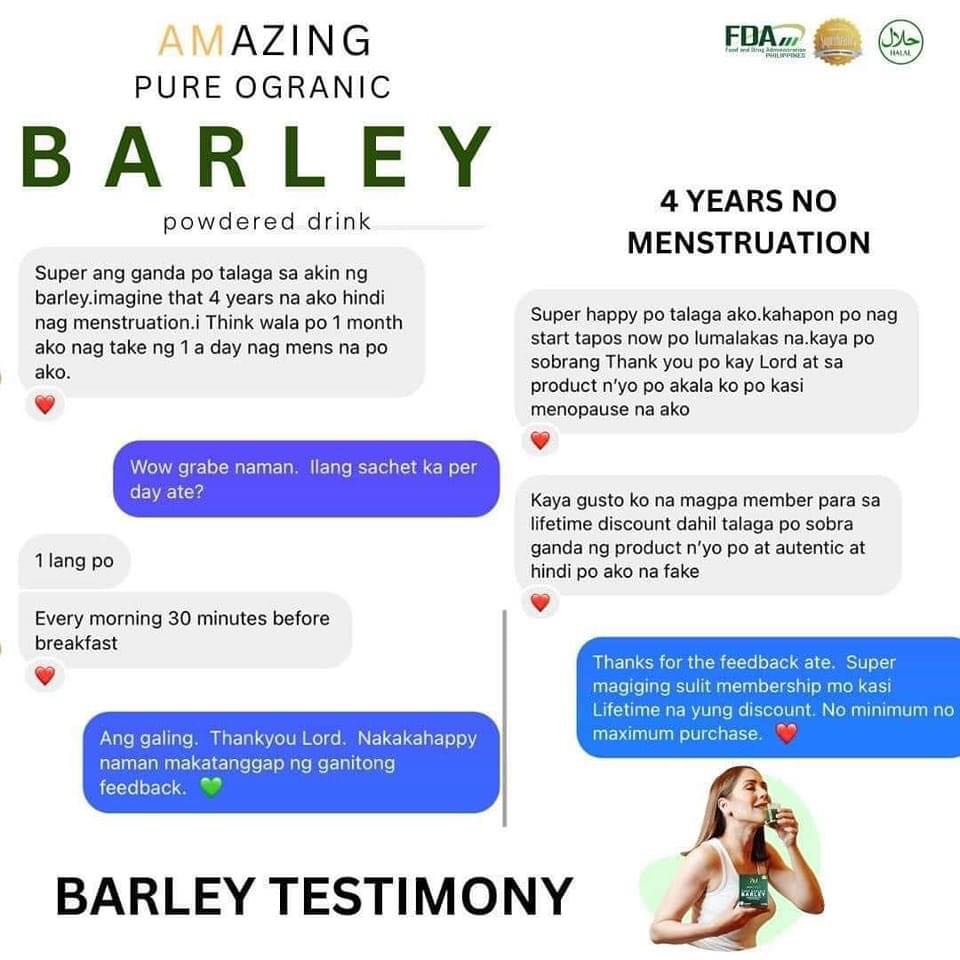 AMAZING
PURE OGRANIC
BARLEY
powdered drink
FDA
Food and Drug Administration
PHILIPPINES
حلال
HALAL
Super ang ganda po talaga sa akin ng
barley.imagine that 4 years na ako hindi
nag menstruation.i Think wala po 1 month
ako nag take ng 1 a day nag mens na po
ako.
Wow grabe naman. Ilang sachet ka per
day ate?
1 lang po
Every morning 30 minutes before
breakfast
Ang galing. Thankyou Lord. Nakakahappy
naman makatanggap ng ganitong
feedback. 💚
4 YEARS NO
MENSTRUATION
Super happy po talaga ako.kahapon po nag
start tapos now po lumalakas na.kaya po
sobrang Thank you po kay Lord at sa
product n'yo po akala ko po kasi
menopause na ako
Kaya gusto ko na magpa member para sa
lifetime discount dahil talaga po sobra
ganda ng product n'yo po at autentic at
hindi po ako na fake
Thanks for the feedback ate. Super
magiging sulit membership mo kasi
Lifetime na yung discount. No minimum no
maximum purchase. ❤️
BARLEY
BARLEY TESTIMONY